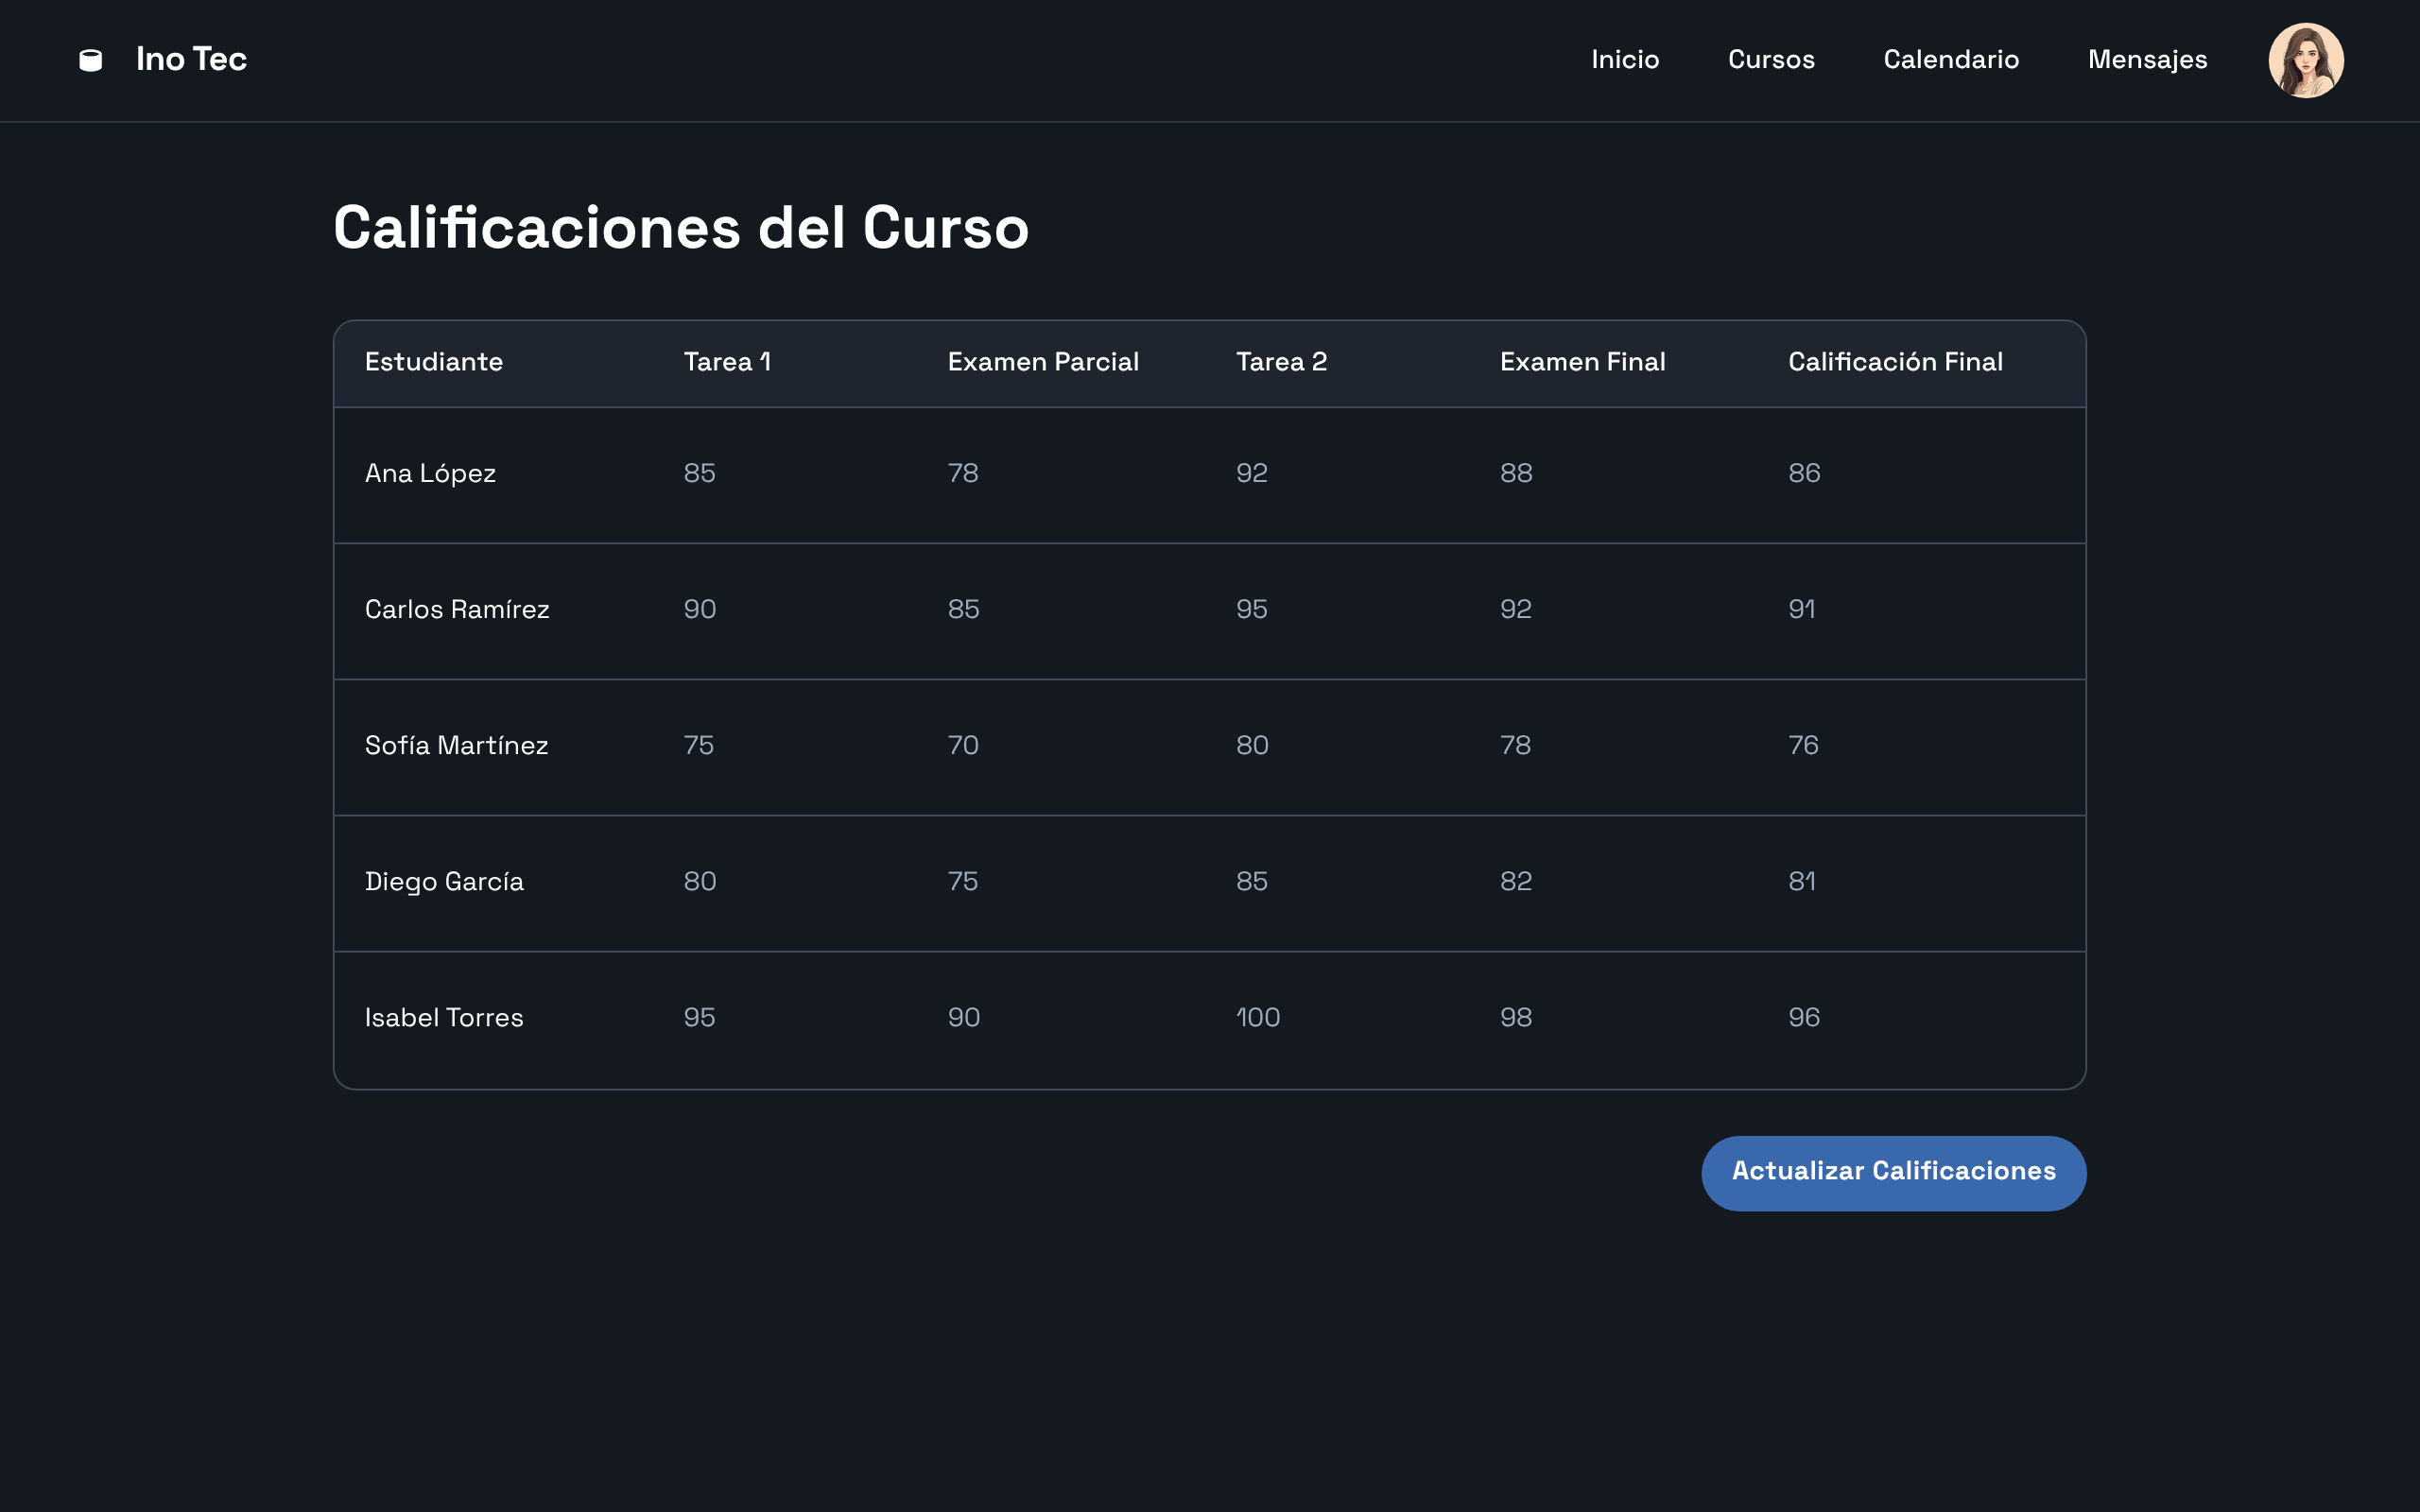 Ino Tec
Inicio Cursos Calendario Mensajes
Calificaciones del Curso
Estudiante Tarea 1 Examen Parcial Tarea 2 Examen Final Calificación Final
Ana López 85 78 92 88 86
Carlos Ramírez 90 85 95 92 91
Sofía Martínez 75 70 80 78 76
Diego García 80 75 85 82 81
Isabel Torres 95 90 100 98 96
Actualizar Calificaciones